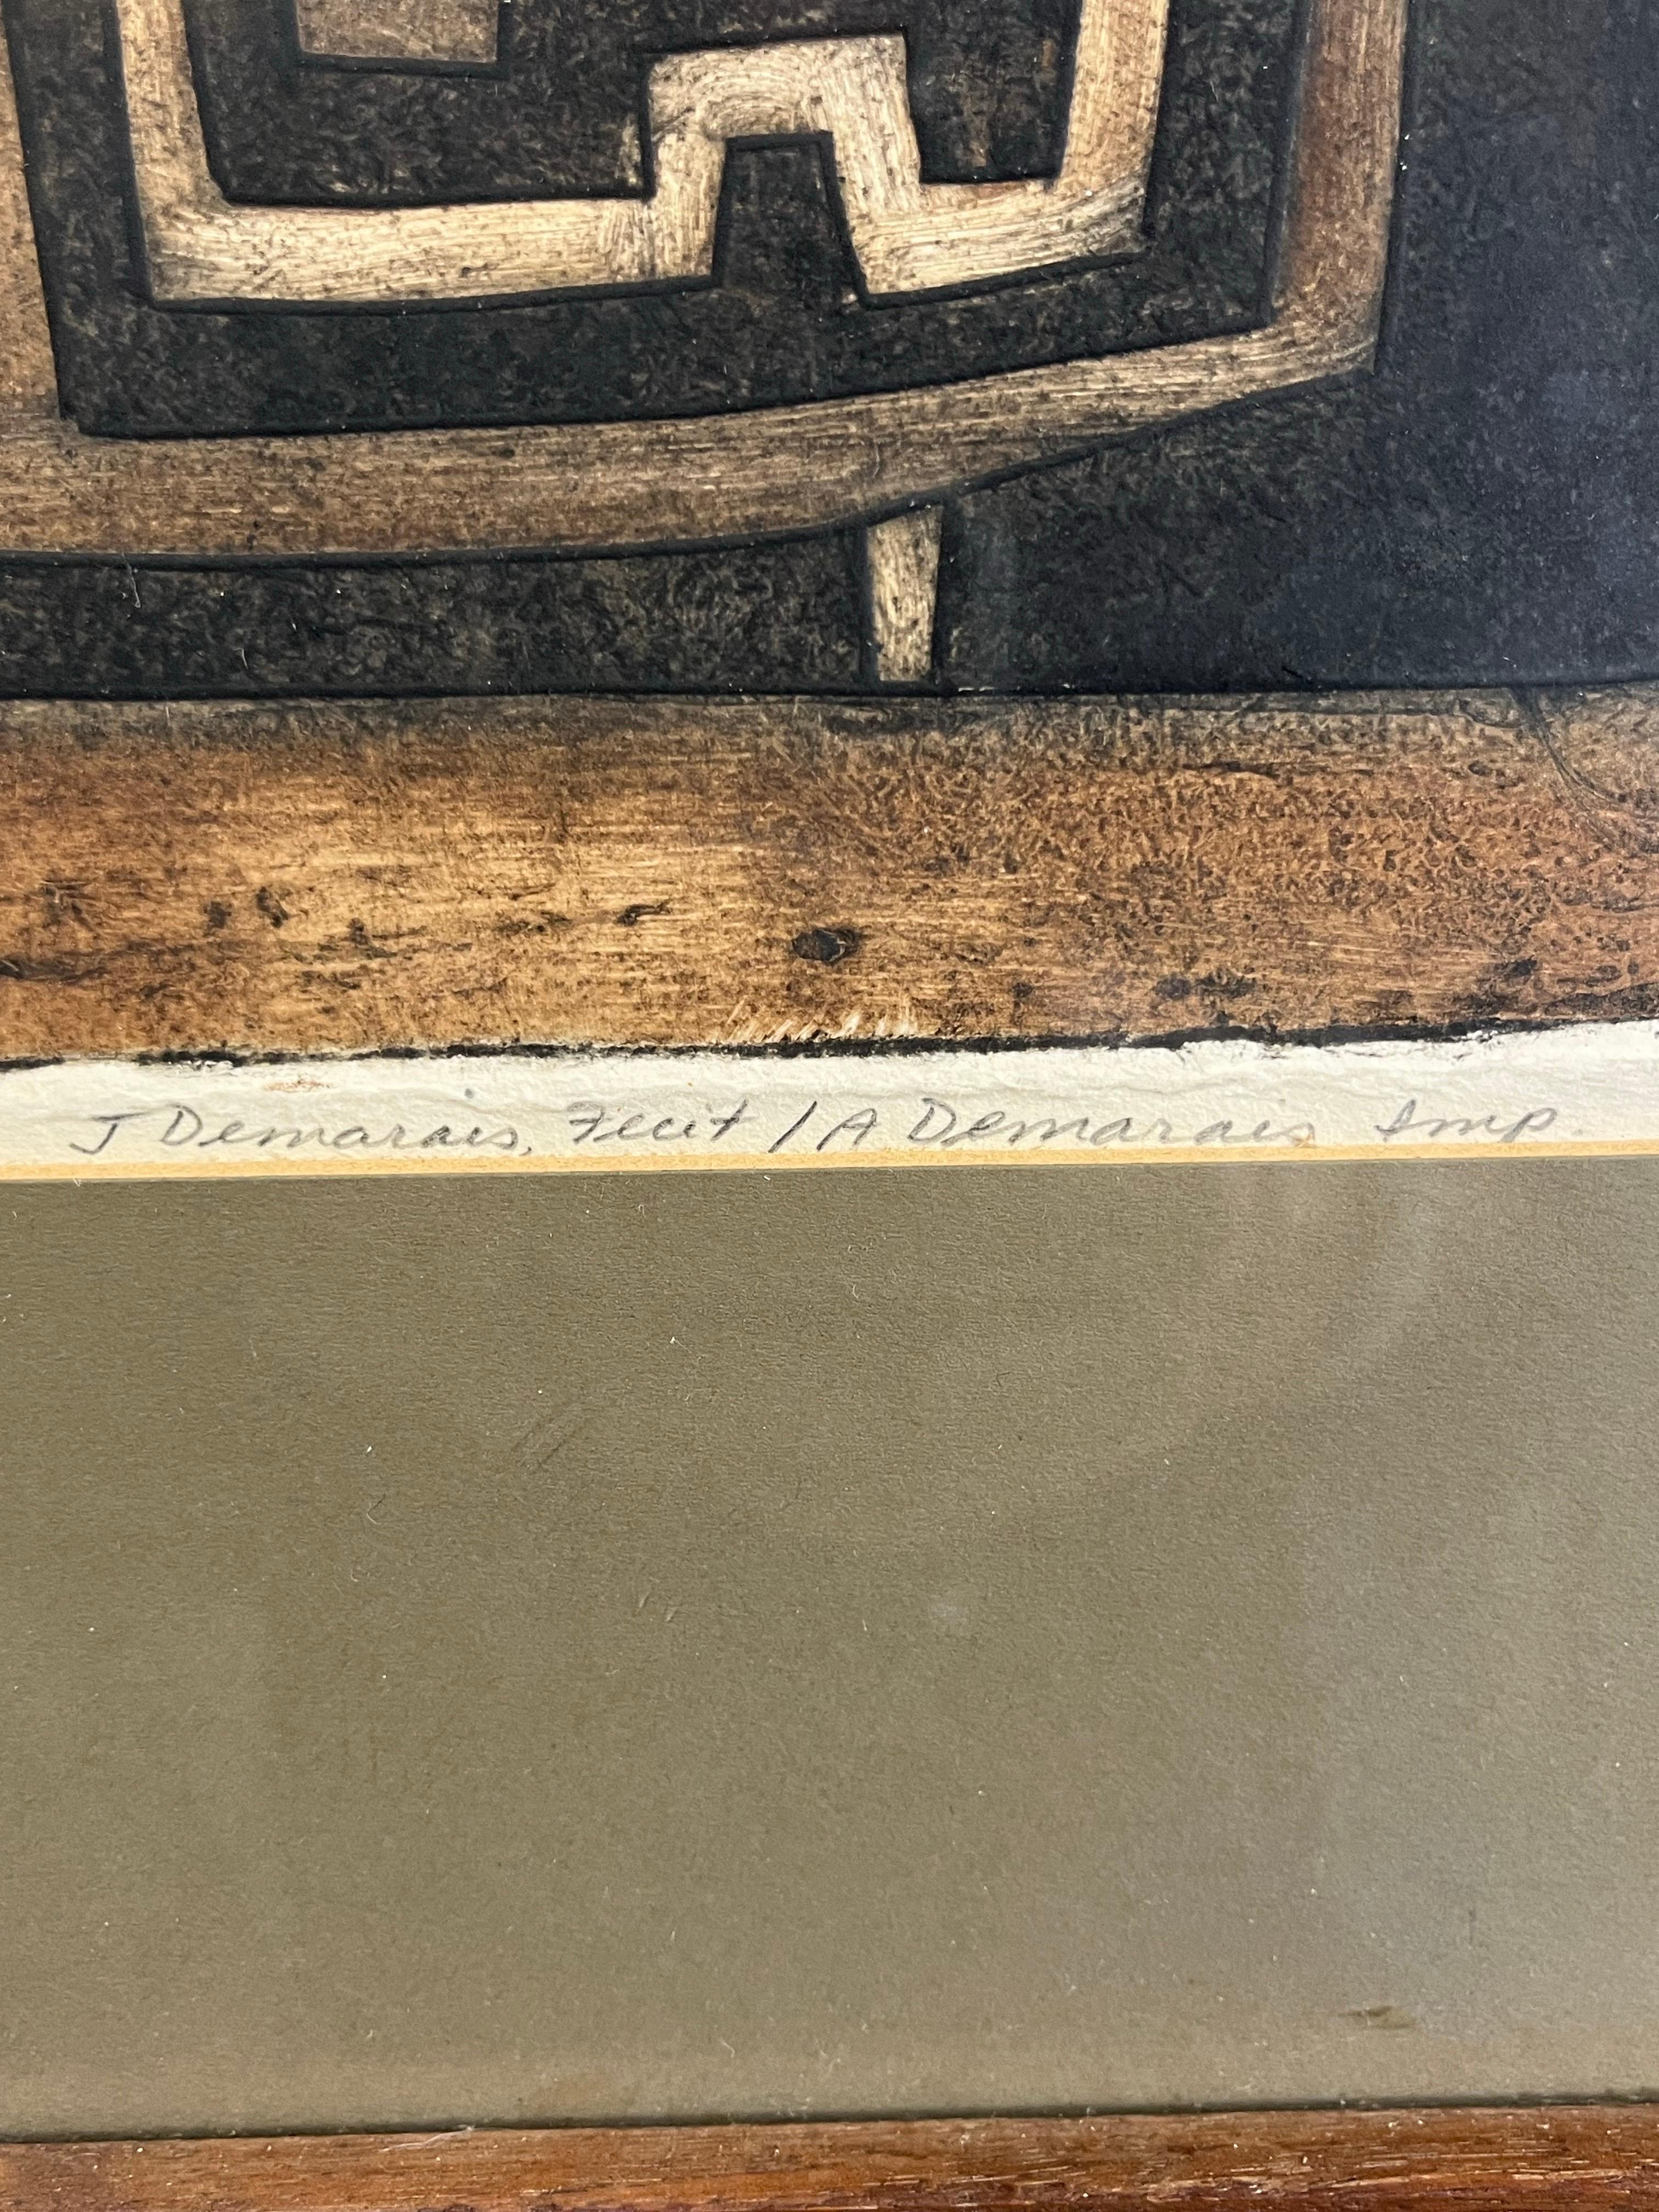 J Demarais, Fecit / A Demarais Imp.